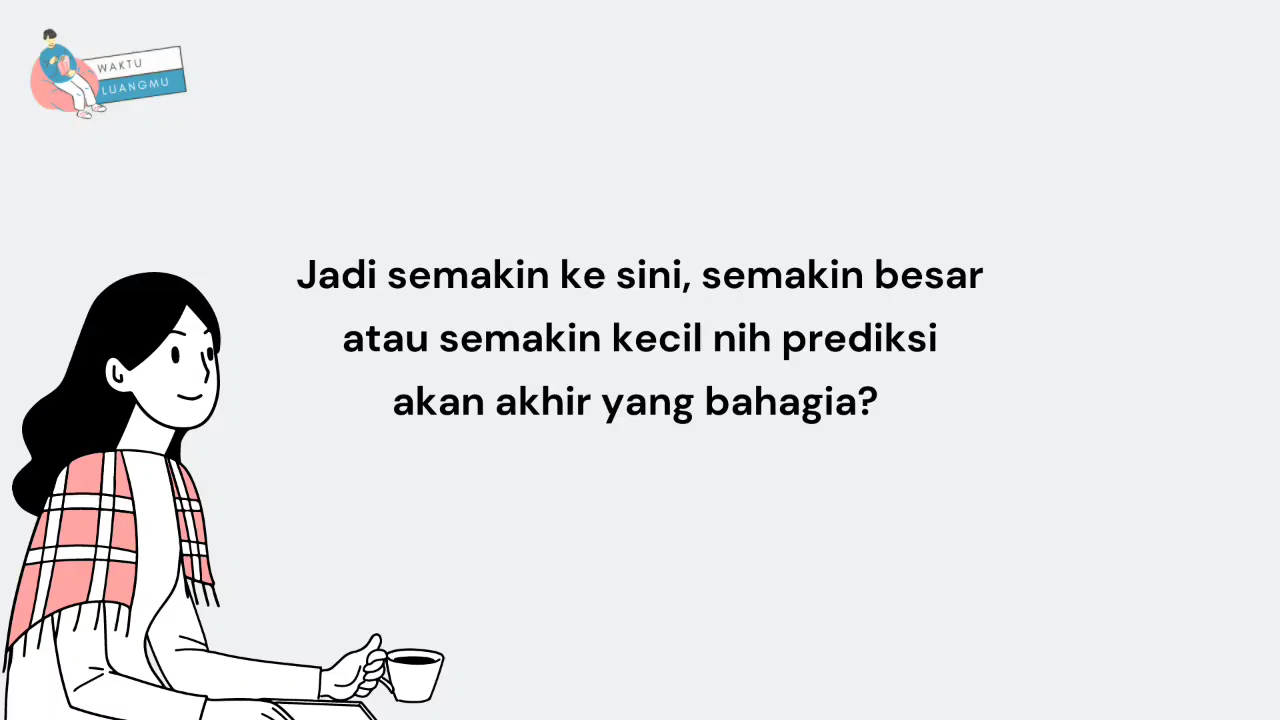 WAKTU
LUANGMU
Jadi semakin ke sini, semakin besar
atau semakin kecil nih prediksi
akan akhir yang bahagia?